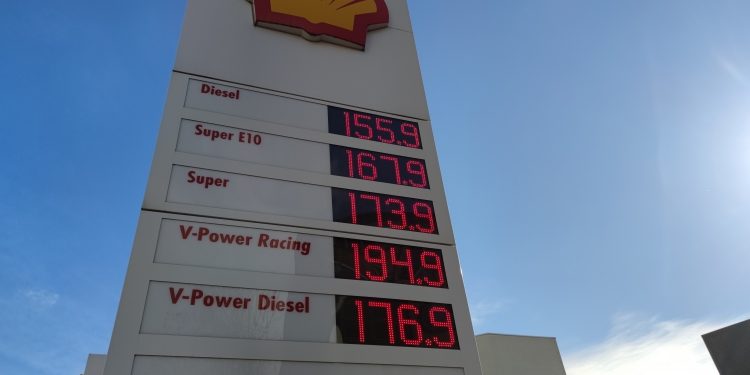 Diesel 155.9
Super E10 167.9
Super 173.9
V-Power Racing 194.9
V-Power Diesel 176.9